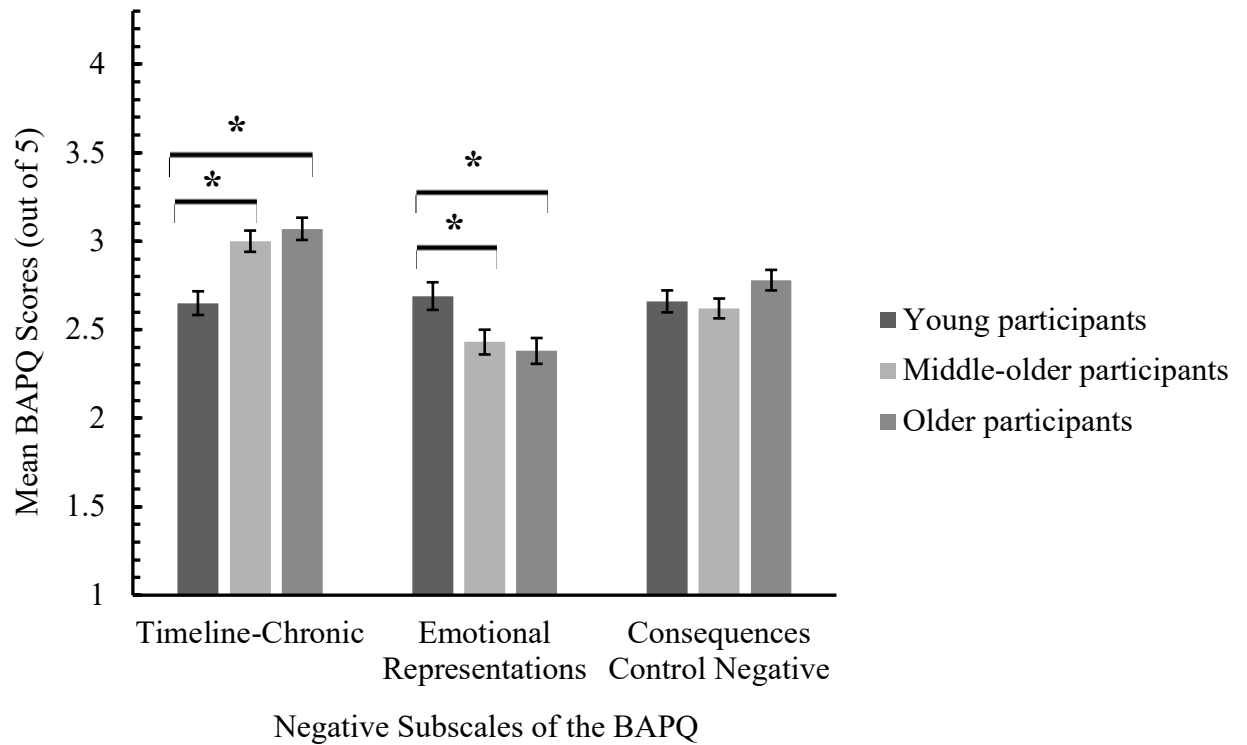 Mean BAPQ Scores (out of 5)
4
3.5
3
2.5
2
1.5
1
*
*
*
*
Timeline-Chronic
Emotional
Representations
Consequences
Control Negative
Negative Subscales of the BAPQ
Young participants
Middle-older participants
Older participants